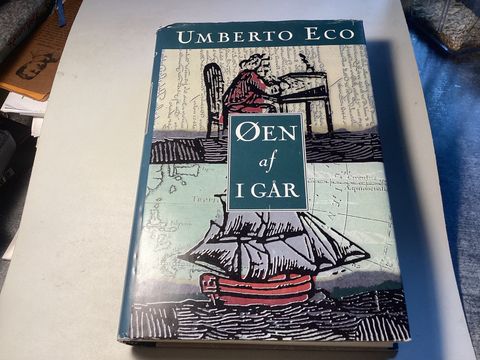 UMBERTO ECO
ØEN
af
I GÅR